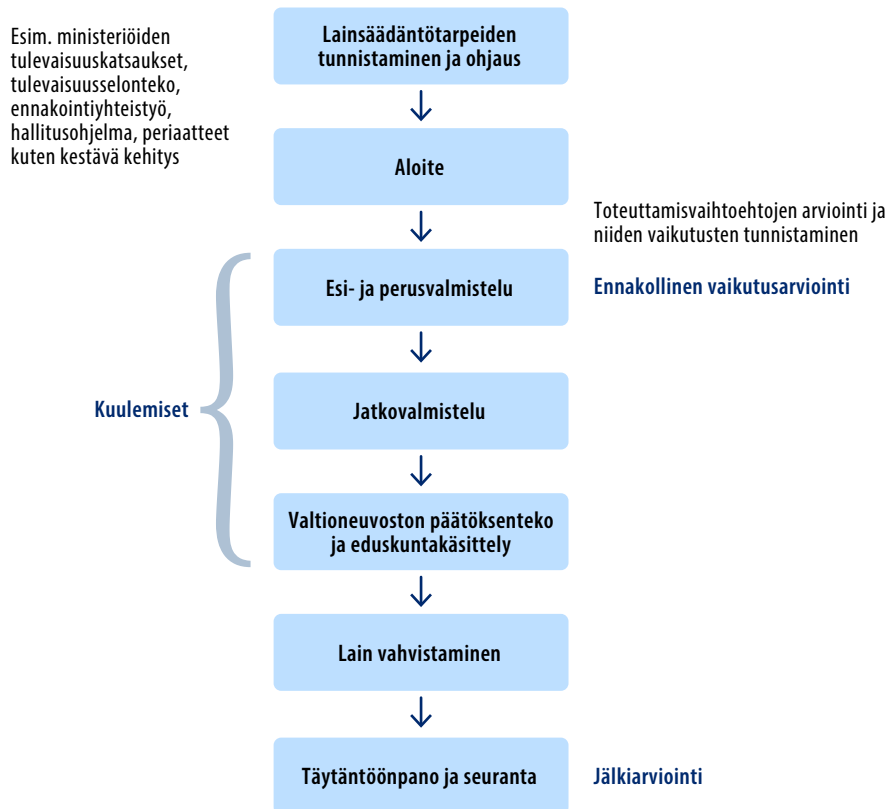 Esim. ministeriöiden
tulevaisuuskatsaukset,
tulevaisuusselonteko,
ennakointiyhteistyö,
hallitusohjelma, periaatteet
kuten kestävä kehitys
Lainsäädäntötarpeiden
tunnistaminen ja ohjaus
Aloite
Toteuttamisvaihtoehtojen arviointi ja
niiden vaikutusten tunnistaminen
Esi- ja perusvalmistelu
Ennakollinen vaikutusarviointi
Kuulemiset
Jatkovalmistelu
Valtioneuvoston päätöksenteko
ja eduskuntakäsittely
Lain vahvistaminen
Täytäntöönpano ja seuranta
Jälkiarviointi